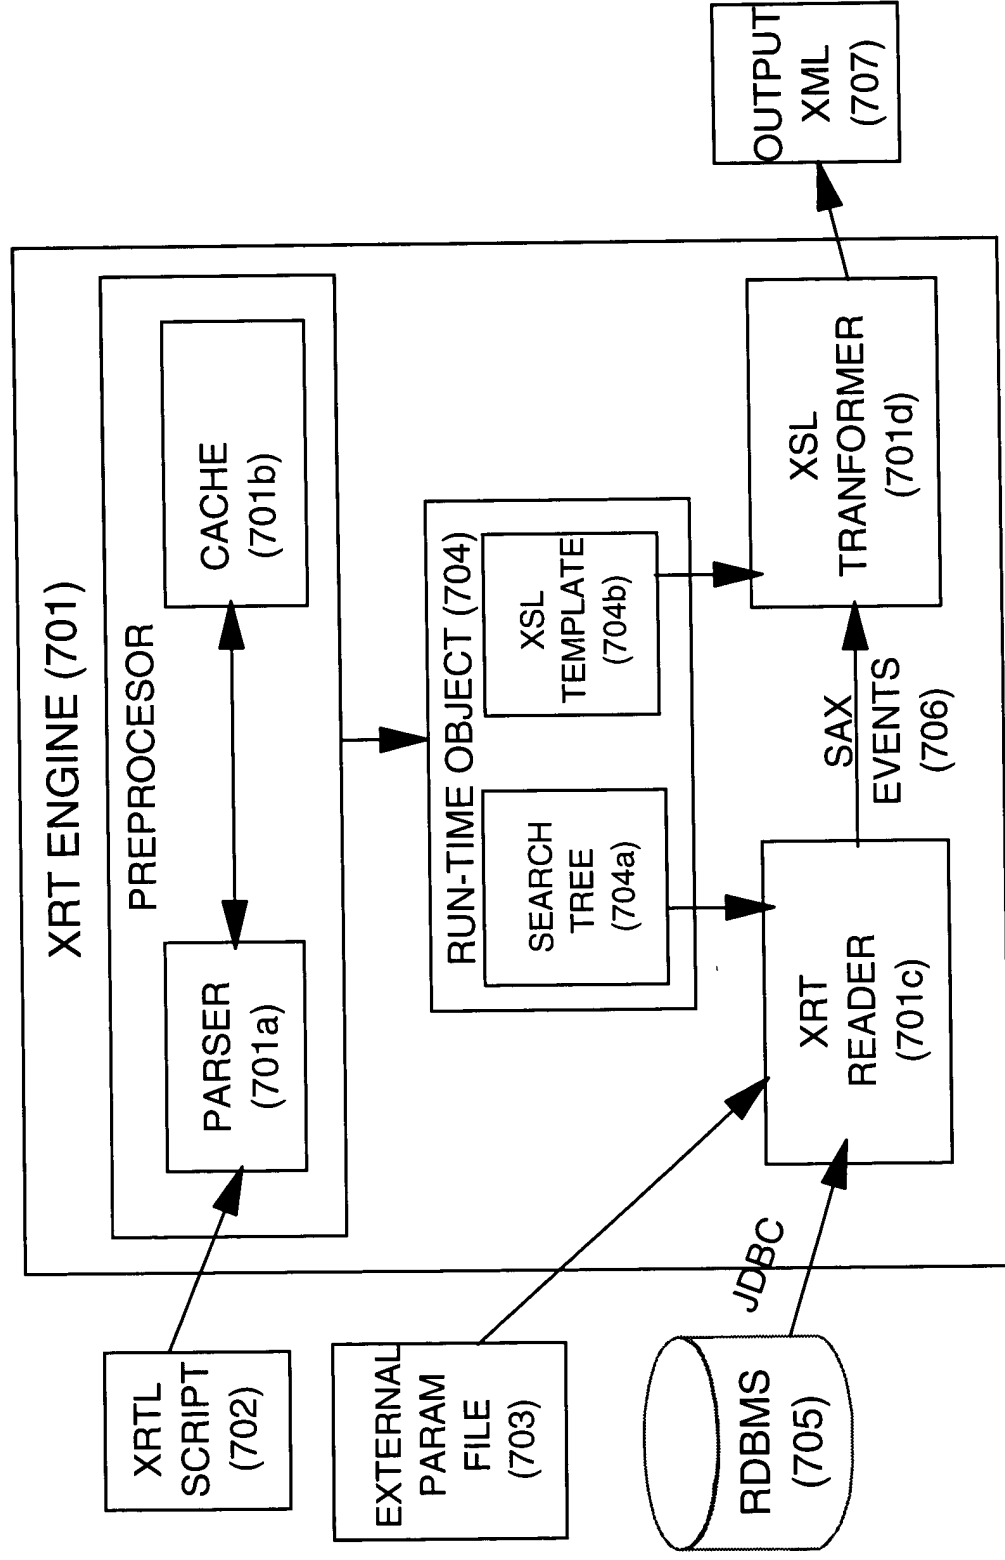 XRT ENGINE (701)
PREPROCESOR
PARSER
(701a)
CACHE
(701b)
XRTL
SCRIPT
(702)
RUN-TIME OBJECT (704)
SEARCH
TREE
(704a)
XSL
TEMPLATE
(704b)
EXTERNAL
PARAM
FILE
(703)
RDBMS
(705)
JDBC
XRT
READER
(701c)
SAX
EVENTS
(706)
XSL
TRANFORMER
(701d)
OUTPUT
XML
(707)